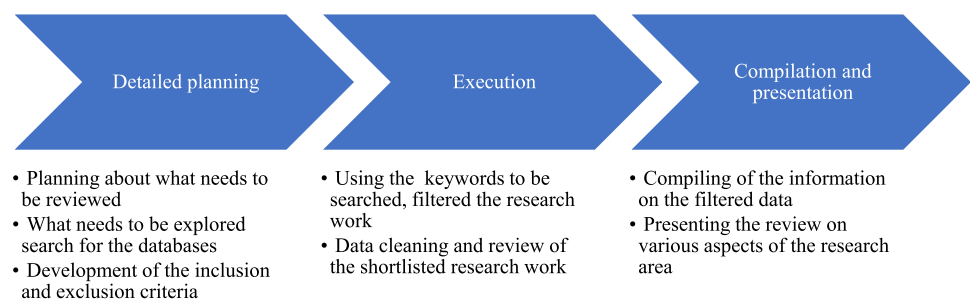 Detailed planning
• Planning about what needs to
be reviewed
• What needs to be explored
search for the databases
• Development of the inclusion
and exclusion criteria
Execution
• Using the keywords to be
searched, filtered the research
work
• Data cleaning and review of
the shortlisted research work
Compilation and
presentation
• Compiling of the information
on the filtered data
• Presenting the review on
various aspects of the research
area